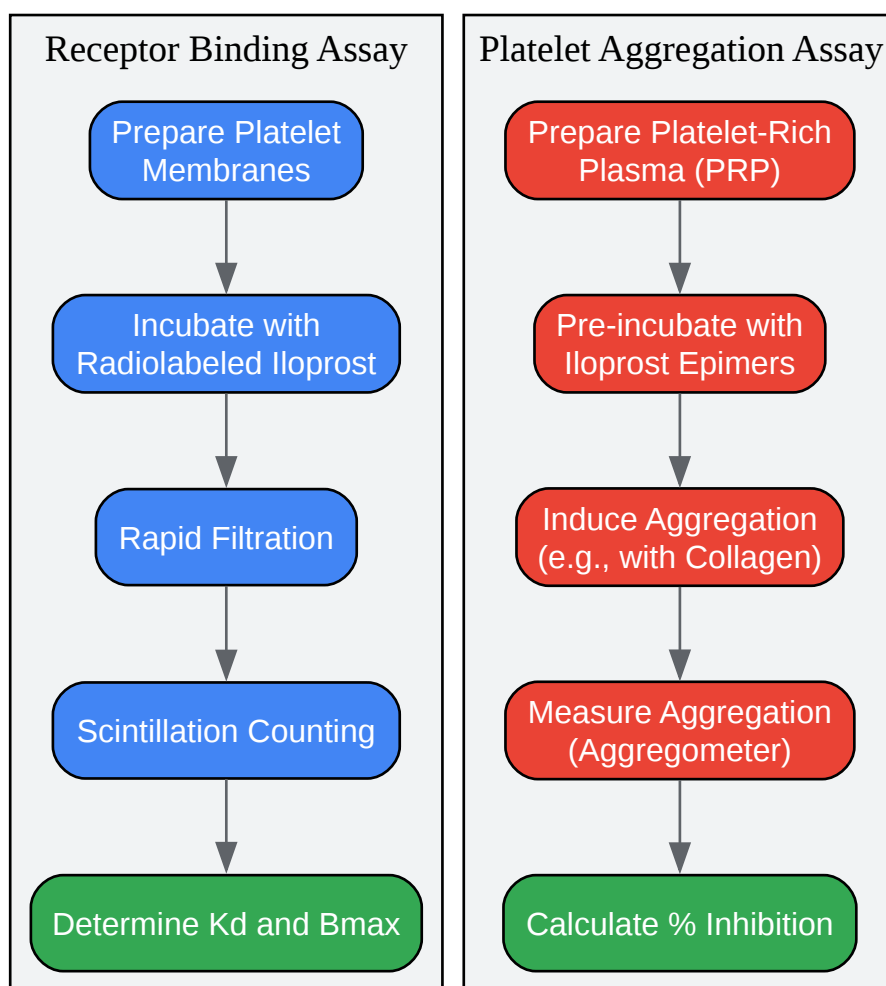 Receptor Binding Assay
Prepare Platelet
Membranes
Incubate with
Radiolabeled Iloprost
Rapid Filtration
Scintillation Counting
Determine Kd and Bmax
Platelet Aggregation Assay
Prepare Platelet-Rich
Plasma (PRP)
Pre-incubate with
Iloprost Epimers
Induce Aggregation
(e.g., with Collagen)
Measure Aggregation
(Aggregometer)
Calculate % Inhibition